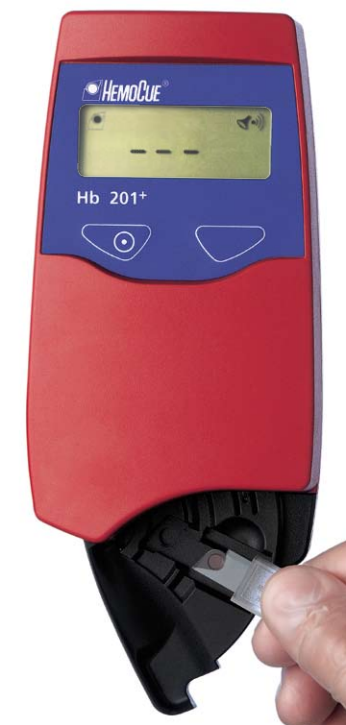 HEMOCUE®
- - -
Hb 201+